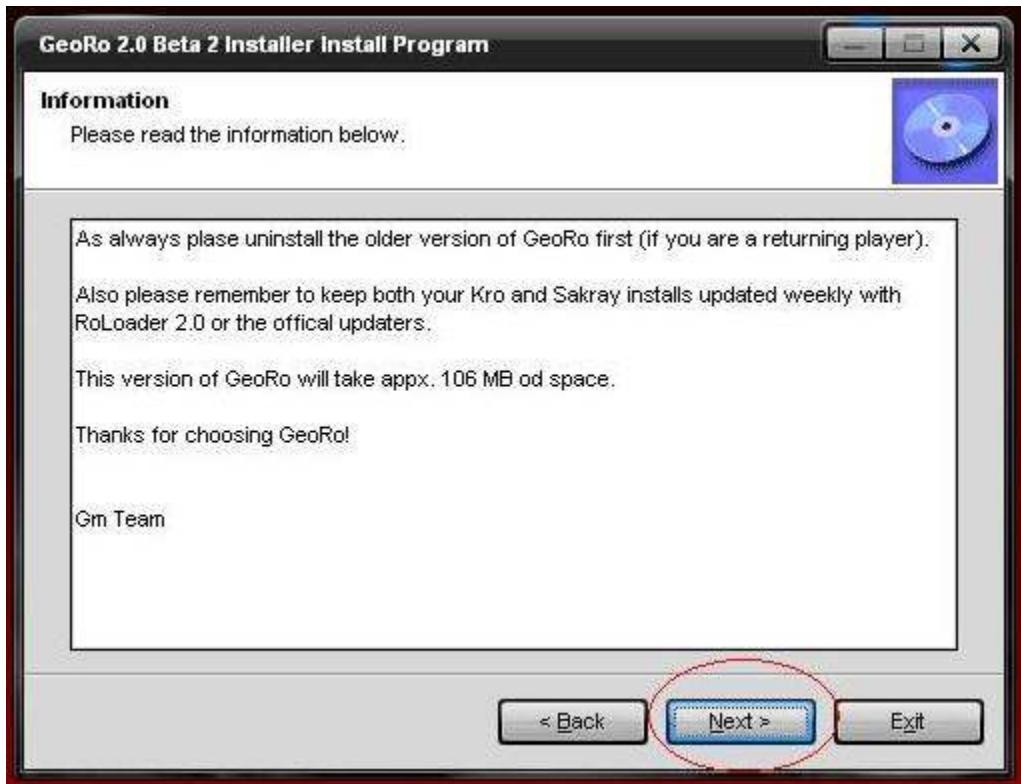 GeoRo 2.0 Beta 2 Installer Install Program
Information
Please read the information below.
As always plase uninstall the older version of GeoRo first (if you are a returning player).
Also please remember to keep both your Kro and Sakray installs updated weekly with
RoLoader 2.0 or the offical updaters.
This version of GeoRo will take appx. 106 MB od space.
Thanks for choosing GeoRo!
Gm Team
< Back
Next >
Exit